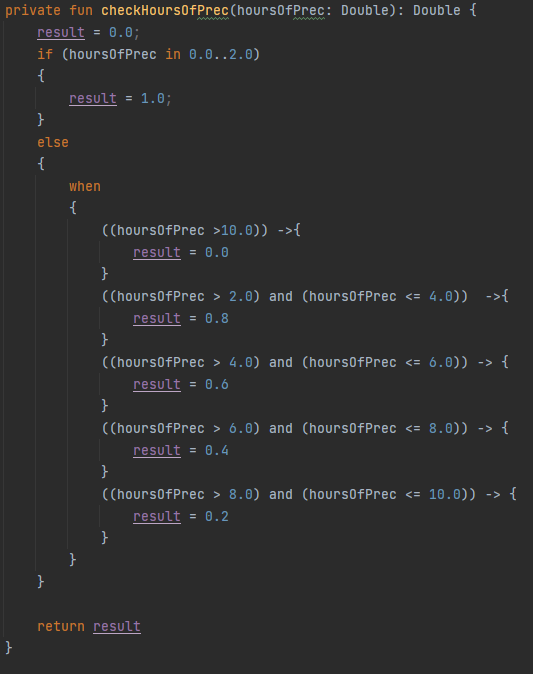 private fun checkHoursOfPrec(hoursOfPrec: Double): Double {
    result = 0.0;
    if (hoursOfPrec in 0.0..2.0)
    {
        result = 1.0;
    }
    else
    {
        when
        {
            ((hoursOfPrec >10.0)) ->{
                result = 0.0
            }
            ((hoursOfPrec > 2.0) and (hoursOfPrec <= 4.0))  ->{
                result = 0.8
            }
            ((hoursOfPrec > 4.0) and (hoursOfPrec <= 6.0)) -> {
                result = 0.6
            }
            ((hoursOfPrec > 6.0) and (hoursOfPrec <= 8.0)) -> {
                result = 0.4
            }
            ((hoursOfPrec > 8.0) and (hoursOfPrec <= 10.0)) -> {
                result = 0.2
            }
        }
    }

    return result
}